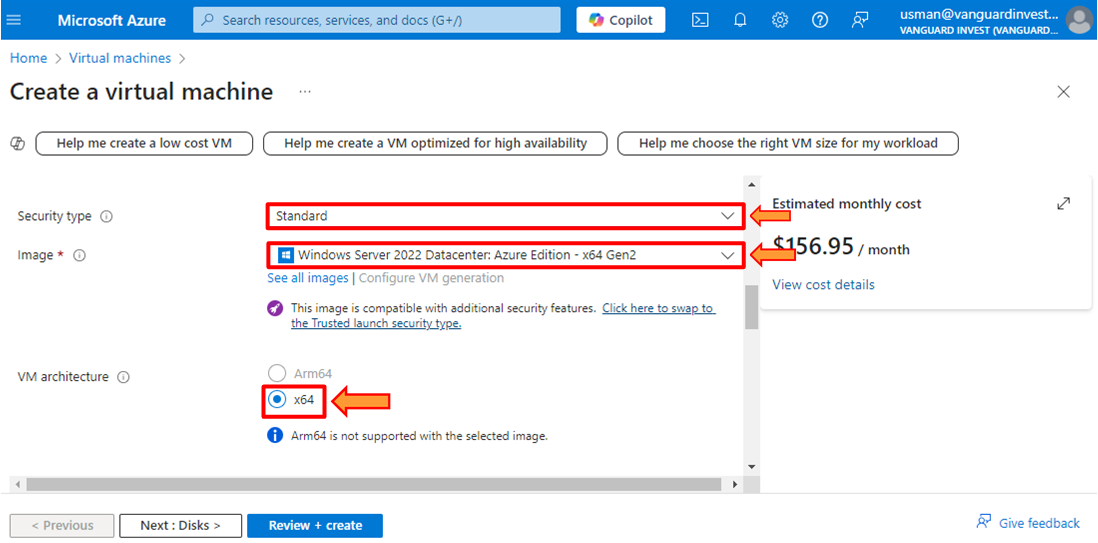 Microsoft Azure
Search resources, services, and docs (G+/)
Copilot
usman@vanguardinvest...
VANGUARD INVEST (VANGUARD...
Home > Virtual machines >
Create a virtual machine ...
Help me create a low cost VM
Help me create a VM optimized for high availability
Help me choose the right VM size for my workload
Security type
Standard
Image *
Windows Server 2022 Datacenter: Azure Edition - x64 Gen2
See all images | Configure VM generation
This image is compatible with additional security features. Click here to swap to
the Trusted launch security type.
VM architecture
Arm64
x64
Arm64 is not supported with the selected image.
Estimated monthly cost
$156.95 / month
View cost details
< Previous
Next : Disks >
Review + create
Give feedback